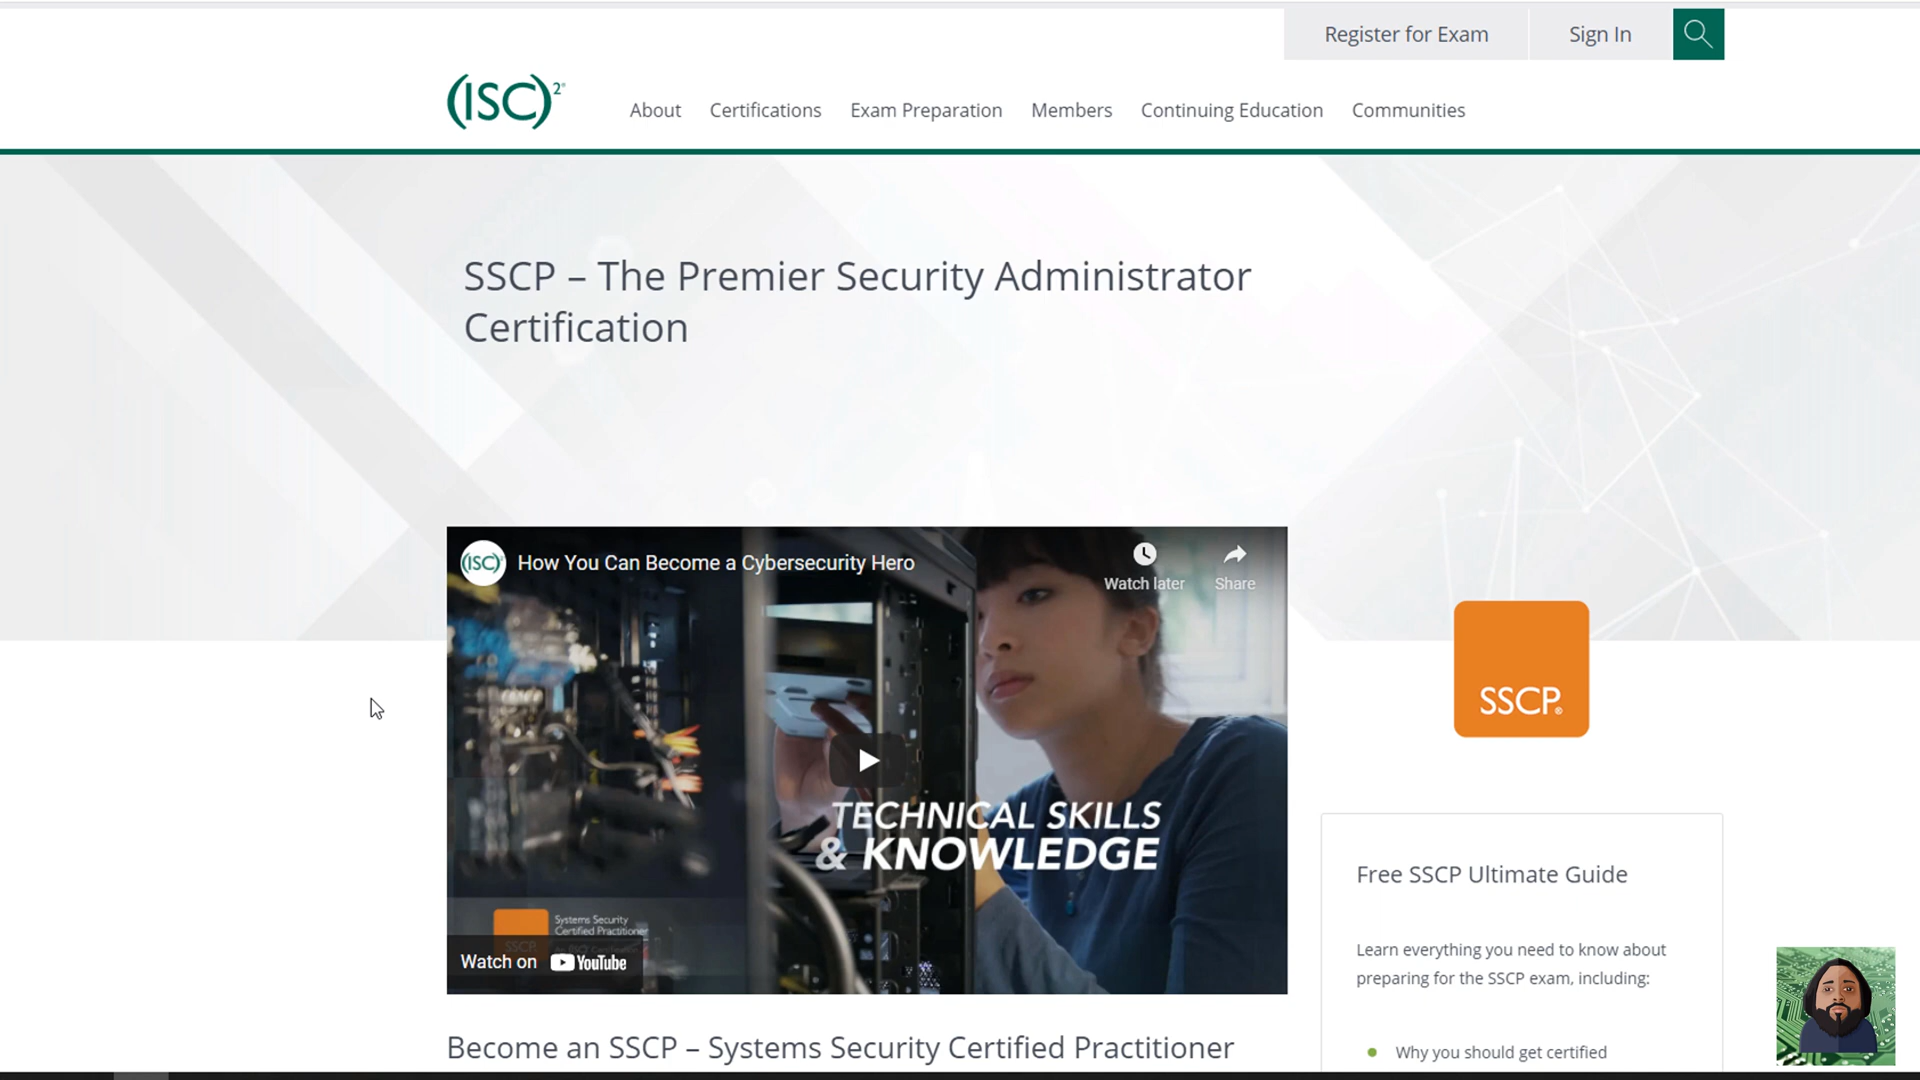 Register for Exam
Sign In
(ISC)²®
About
Certifications
Exam Preparation
Members
Continuing Education
Communities
SSCP – The Premier Security Administrator
Certification
(ISC)²
How You Can Become a Cybersecurity Hero
Watch later
Share
TECHNICAL SKILLS
& KNOWLEDGE
Systems Security
Certified Practitioner
SSCP
Watch on YouTube
SSCP®
Free SSCP Ultimate Guide
Learn everything you need to know about
preparing for the SSCP exam, including:
Why you should get certified
Become an SSCP – Systems Security Certified Practitioner